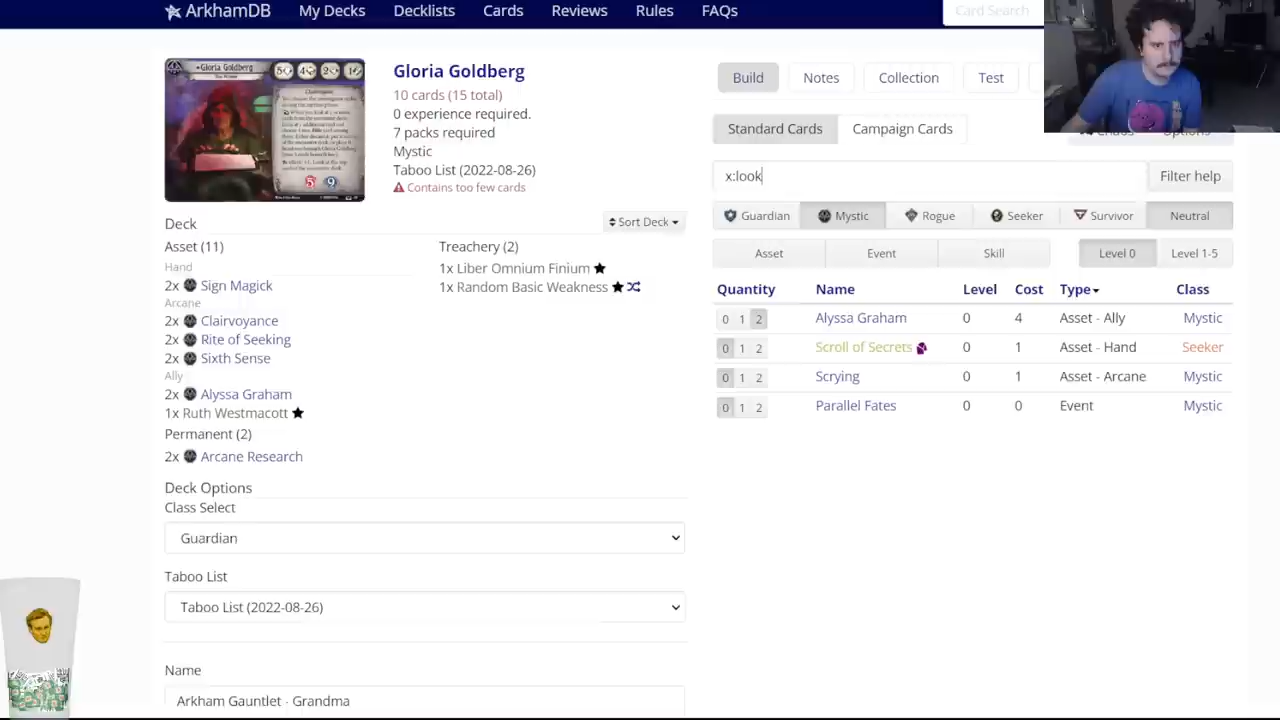 ArkhamDB My Decks Decklists Cards Reviews Rules FAQs Card Search
Gloria Goldberg
5 4 2 1
Gloria Goldberg
10 cards (15 total)
0 experience required.
7 packs required
Mystic
Taboo List (2022-08-26)
Contains too few cards
Deck
Sort Deck
Asset (11)
Hand
2x Sign Magick
Arcane
2x Clairvoyance
2x Rite of Seeking
2x Sixth Sense
Ally
2x Alyssa Graham
1x Ruth Westmacott
Permanent (2)
2x Arcane Research
Treachery (2)
1x Liber Omnium Finium
1x Random Basic Weakness
Deck Options
Class Select
Guardian
Taboo List
Taboo List (2022-08-26)
Name
Arkham Gauntlet - Grandma
Build Notes Collection Test
Standard Cards Campaign Cards Options
x:look Filter help
Guardian Mystic Rogue Seeker Survivor Neutral
Asset Event Skill Level 0 Level 1-5
Quantity Name Level Cost Type Class
0 1 2 Alyssa Graham 0 4 Asset - Ally Mystic
0 1 2 Scroll of Secrets 0 1 Asset - Hand Seeker
0 1 2 Scrying 0 1 Asset - Arcane Mystic
0 1 2 Parallel Fates 0 0 Event Mystic